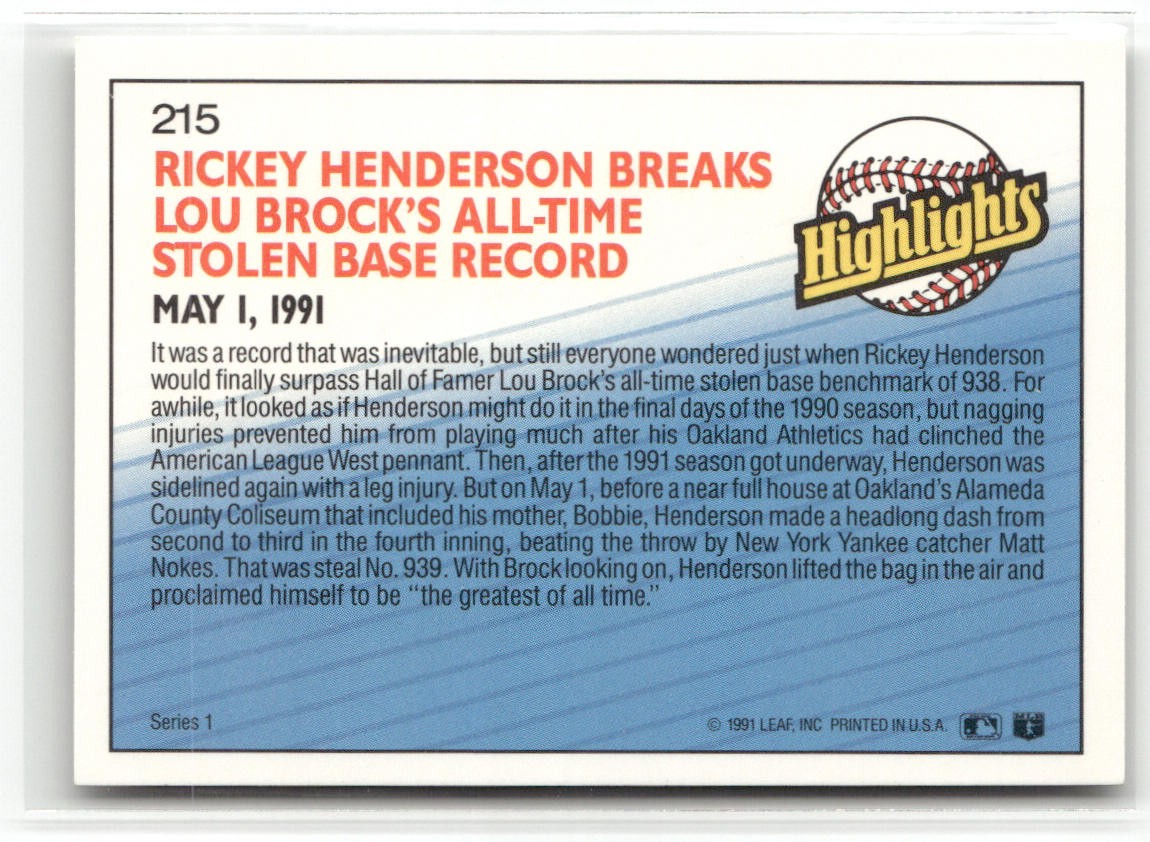 215
RICKEY HENDERSON BREAKS
LOU BROCK'S ALL-TIME
STOLEN BASE RECORD
Highlights
MAY 1, 1991
It was a record that was inevitable, but still everyone wondered just when Rickey Henderson
would finally surpass Hall of Famer Lou Brock's all-time stolen base benchmark of 938. For
awhile, it looked as if Henderson might do it in the final days of the 1990 season, but nagging
injuries prevented him from playing much after his Oakland Athletics had clinched the
American League West pennant. Then, after the 1991 season got underway, Henderson was
sidelined again with a leg injury. But on May 1, before a near full house at Oakland's Alameda
County Coliseum that included his mother, Bobbie, Henderson made a headlong dash from
second to third in the fourth inning, beating the throw by New York Yankee catcher Matt
Nokes. That was steal No. 939. With Brock looking on, Henderson lifted the bag in the air and
proclaimed himself to be “the greatest of all time.”
Series 1
© 1991 LEAF, INC PRINTED IN U.S.A.